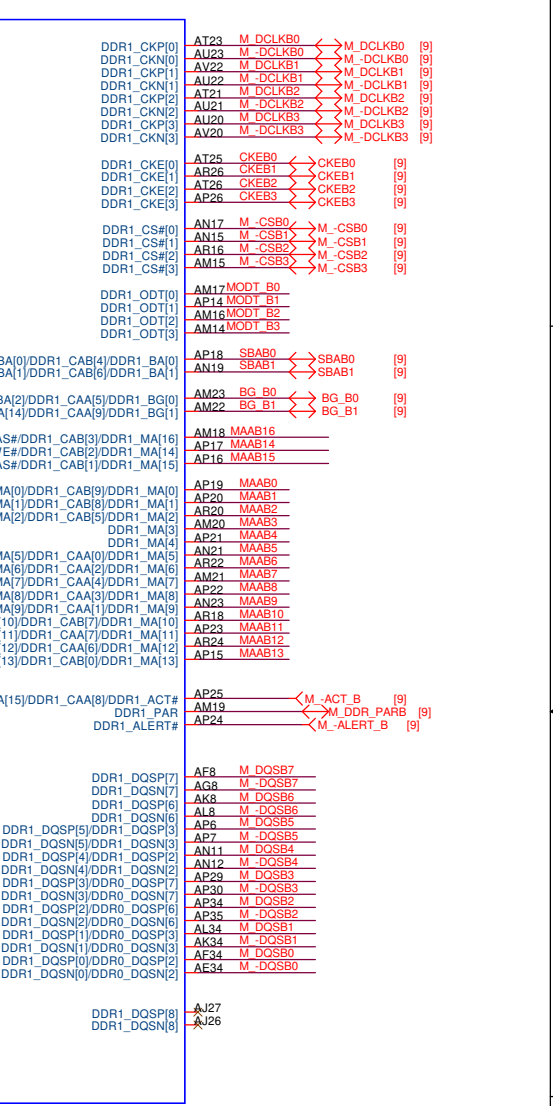 DDR1_CKP[0] AT23 M_DCLKB0 M_DCLKB0 [9]
DDR1_CKN[0] AU23 M_-DCLKB0 M_-DCLKB0 [9]
DDR1_CKP[1] AV22 M_DCLKB1 M_DCLKB1 [9]
DDR1_CKN[1] AU22 M_-DCLKB1 M_-DCLKB1 [9]
DDR1_CKP[2] AT21 M_DCLKB2 M_DCLKB2 [9]
DDR1_CKN[2] AU21 M_-DCLKB2 M_-DCLKB2 [9]
DDR1_CKP[3] AU20 M_DCLKB3 M_DCLKB3 [9]
DDR1_CKN[3] AV20 M_-DCLKB3 M_-DCLKB3 [9]
DDR1_CKE[0] AT25 CKEB0 CKEB0 [9]
DDR1_CKE[1] AR26 CKEB1 CKEB1 [9]
DDR1_CKE[2] AT26 CKEB2 CKEB2 [9]
DDR1_CKE[3] AP26 CKEB3 CKEB3 [9]
DDR1_CS#[0] AN17 M_-CSB0 M_-CSB0 [9]
DDR1_CS#[1] AN15 M_-CSB1 M_-CSB1 [9]
DDR1_CS#[2] AR16 M_-CSB2 M_-CSB2 [9]
DDR1_CS#[3] AM15 M_-CSB3 M_-CSB3 [9]
DDR1_ODT[0] AM17 MODT_B0
DDR1_ODT[1] AP14 MODT_B1
DDR1_ODT[2] AM16 MODT_B2
DDR1_ODT[3] AM14 MODT_B3
BA[0]/DDR1_CAB[4]/DDR1_BA[0] AP18 SBAB0 SBAB0 [9]
BA[1]/DDR1_CAB[6]/DDR1_BA[1] AN19 SBAB1 SBAB1 [9]
BA[2]/DDR1_CAA[5]/DDR1_BG[0] AM23 BG_B0 BG_B0 [9]
A[14]/DDR1_CAA[9]/DDR1_BG[1] AM22 BG_B1 BG_B1 [9]
AS#/DDR1_CAB[3]/DDR1_MA[16] AM18 MAAB16
E#/DDR1_CAB[2]/DDR1_MA[14] AP17 MAAB14
AS#/DDR1_CAB[1]/DDR1_MA[15] AP16 MAAB15
MA[0]/DDR1_CAB[9]/DDR1_MA[0] AP19 MAAB0
MA[1]/DDR1_CAB[8]/DDR1_MA[1] AP20 MAAB1
MA[2]/DDR1_CAB[5]/DDR1_MA[2] AR20 MAAB2
DDR1_MA[3] AM20 MAAB3
DDR1_MA[4] AP21 MAAB4
MA[5]/DDR1_CAA[0]/DDR1_MA[5] AN21 MAAB5
MA[6]/DDR1_CAA[2]/DDR1_MA[6] AR22 MAAB6
MA[7]/DDR1_CAA[4]/DDR1_MA[7] AM21 MAAB7
MA[8]/DDR1_CAA[3]/DDR1_MA[8] AP22 MAAB8
MA[9]/DDR1_CAA[1]/DDR1_MA[9] AN23 MAAB9
[10]/DDR1_CAB[7]/DDR1_MA[10] AR18 MAAB10
[11]/DDR1_CAA[7]/DDR1_MA[11] AP23 MAAB11
[12]/DDR1_CAA[6]/DDR1_MA[12] AR24 MAAB12
[13]/DDR1_CAB[0]/DDR1_MA[13] AP15 MAAB13
A[15]/DDR1_CAA[8]/DDR1_ACT# AP25 M_-ACT_B [9]
DDR1_PAR AM19 M_DDR_PARB [9]
DDR1_ALERT# AP24 M_-ALERT_B [9]
DDR1_DQSP[7] AF8 M_DQSB7
DDR1_DQSN[7] AG8 M_-DQSB7
DDR1_DQSP[6] AK8 M_DQSB6
DDR1_DQSN[6] AL8 M_-DQSB6
DDR1_DQSP[5]/DDR1_DQSP[3] AP6 M_DQSB5
DDR1_DQSN[5]/DDR1_DQSN[3] AP7 M_-DQSB5
DDR1_DQSP[4]/DDR1_DQSP[2] AN11 M_DQSB4
DDR1_DQSN[4]/DDR1_DQSN[2] AN12 M_-DQSB4
DDR1_DQSP[3]/DDR0_DQSP[7] AP29 M_DQSB3
DDR1_DQSN[3]/DDR0_DQSN[7] AP30 M_-DQSB3
DDR1_DQSP[2]/DDR0_DQSP[6] AP34 M_DQSB2
DDR1_DQSN[2]/DDR0_DQSN[6] AP35 M_-DQSB2
DDR1_DQSP[1]/DDR0_DQSP[3] AL34 M_DQSB1
DDR1_DQSN[1]/DDR0_DQSN[3] AK34 M_-DQSB1
DDR1_DQSP[0]/DDR0_DQSP[2] AF34 M_DQSB0
DDR1_DQSN[0]/DDR0_DQSN[2] AE34 M_-DQSB0
DDR1_DQSP[8] AJ27
DDR1_DQSN[8] AJ26